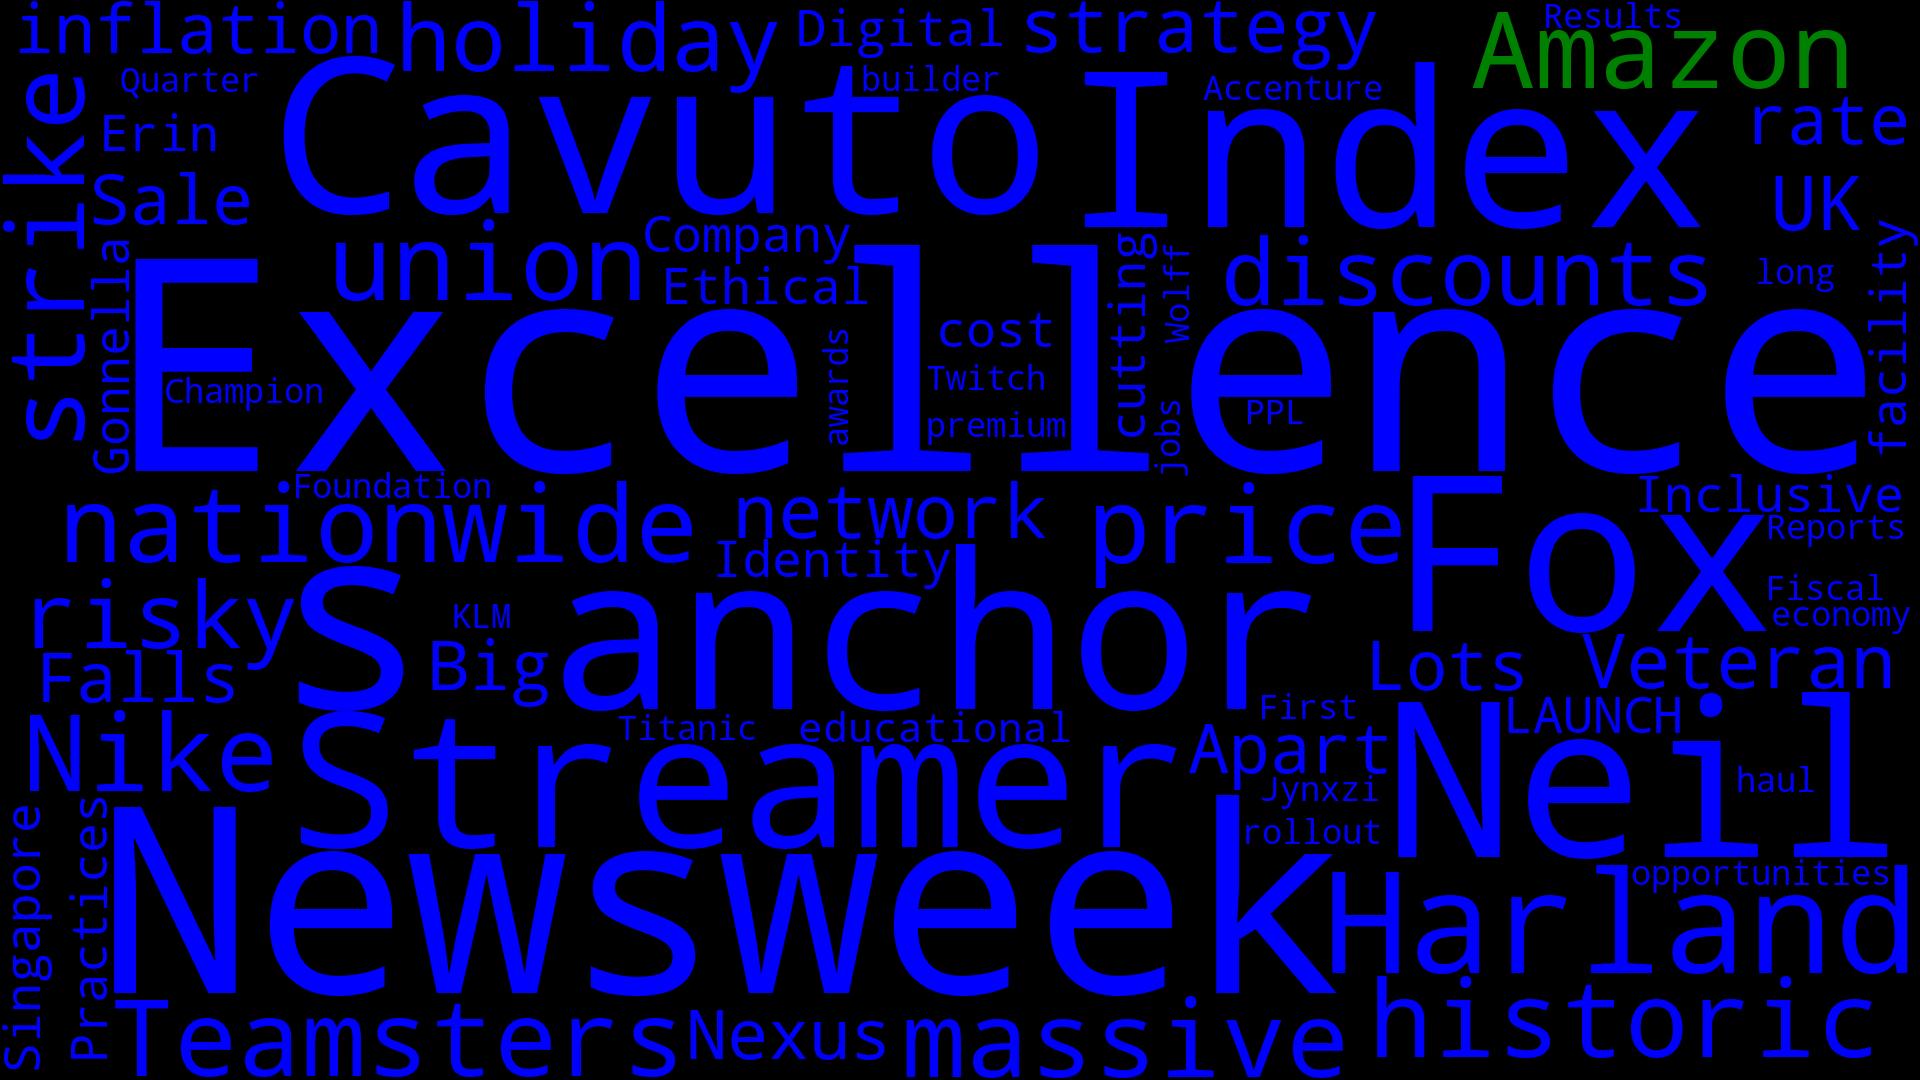 inflation
holiday
Digital
strategy
Results
Amazon
strike
Quarter
Cavuto
builder
Index
Accenture
rate
Erin
Sale
UK
union
Company
Ethical
cutting
Wolff
discounts
long
facility
Gonnella
Excellence
Champion
awards
cost
Twitch
premium
jobs
PPL
Foundation
nationwide
network
price
Fox
Inclusive
Reports
Identity
risky
s
KLM
anchor
Fiscal
economy
Falls
Big
Lots
Veteran
Nike
Streamer
Titanic
educational
First
Apart
Neil
LAUNCH
Jynxzi
haul
rollout
Singapore
Practices
Newsweek
Harland
opportunities
Teamsters
Nexus
massive
historic